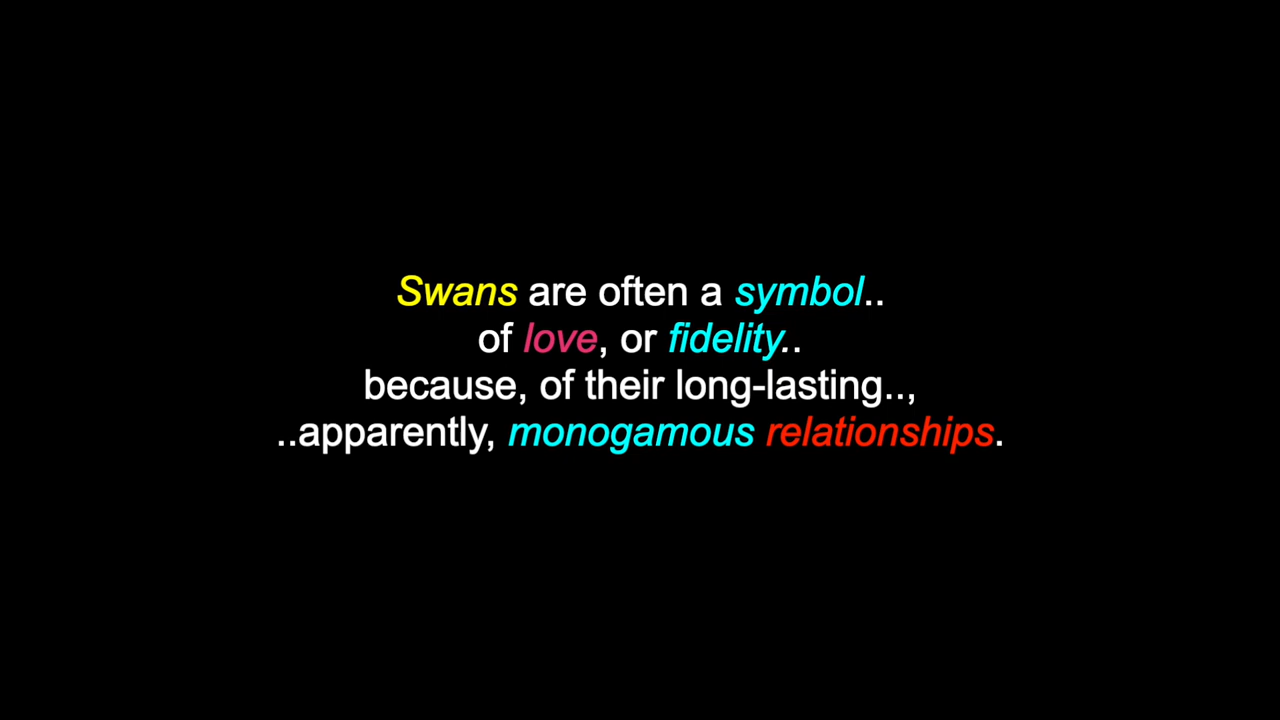 Swans are often a symbol..
of love, or fidelity..
because, of their long-lasting..,
..apparently, monogamous relationships.